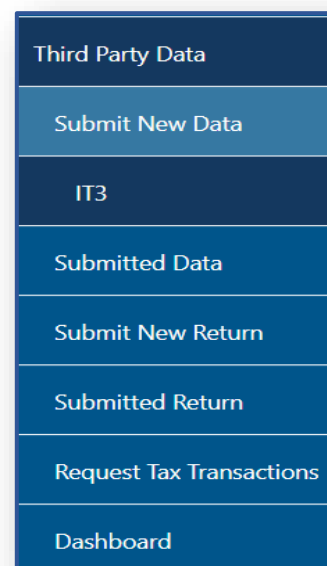 Third Party Data
Submit New Data
IT3
Submitted Data
Submit New Return
Submitted Return
Request Tax Transactions
Dashboard